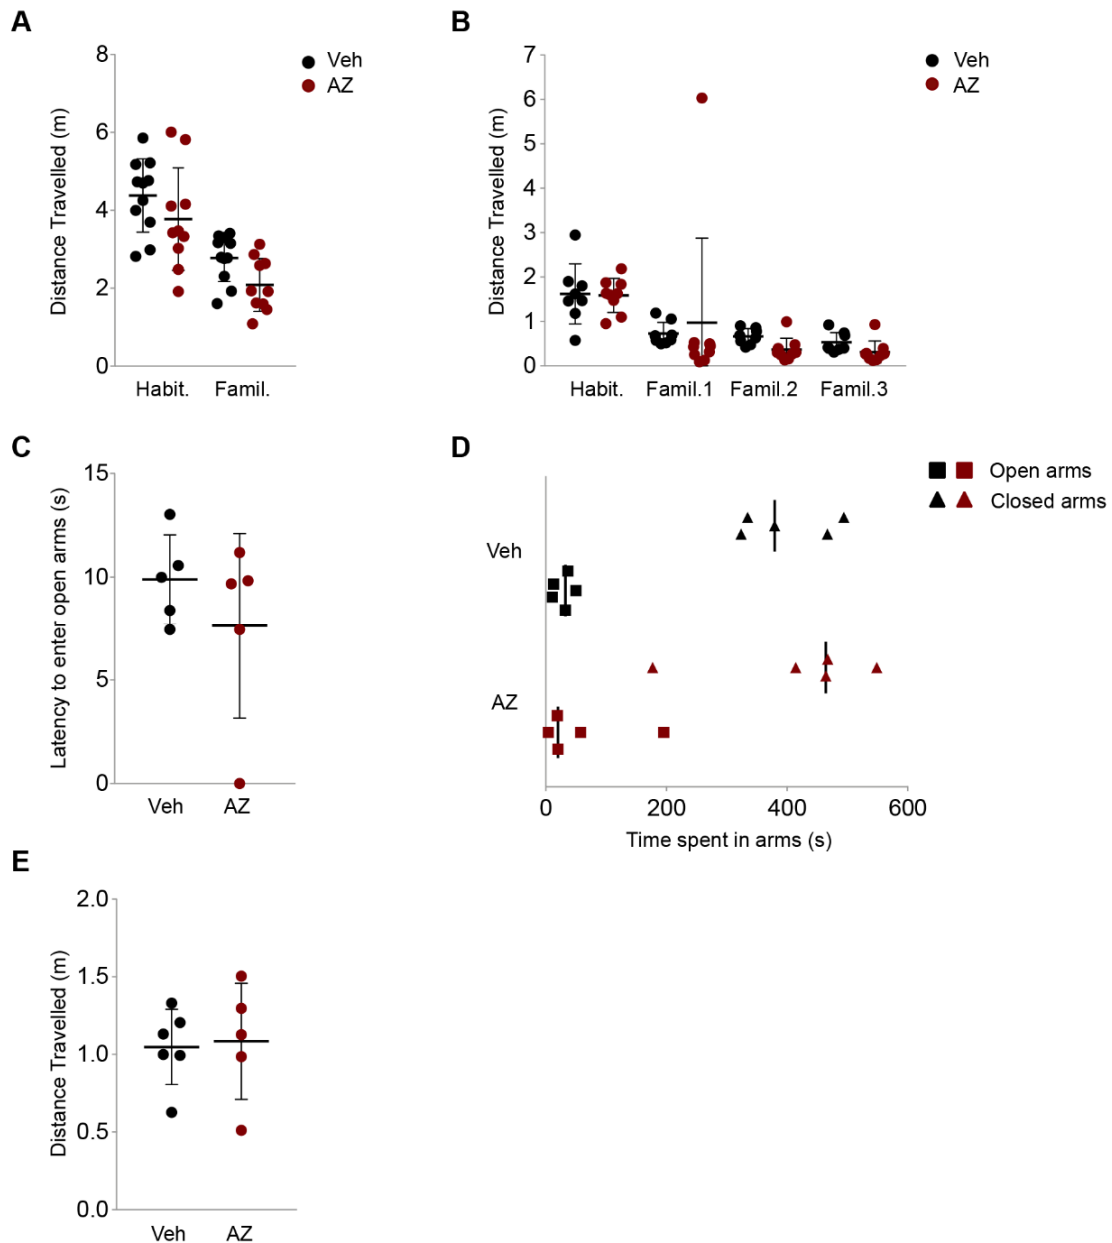 A
Distance Travelled (m)
8
6
4
2
0
Habit.
Famil.
Veh
AZ
B
Distance Travelled (m)
7
6
5
4
3
2
1
0
Habit.
Famil.1
Famil.2
Famil.3
Veh
AZ
C
Latency to enter open arms (s)
15
10
5
0
Veh
AZ
D
Open arms
Closed arms
Veh
AZ
0
200
400
600
Time spent in arms (s)
E
Distance Travelled (m)
2.0
1.5
1.0
0.5
0.0
Veh
AZ